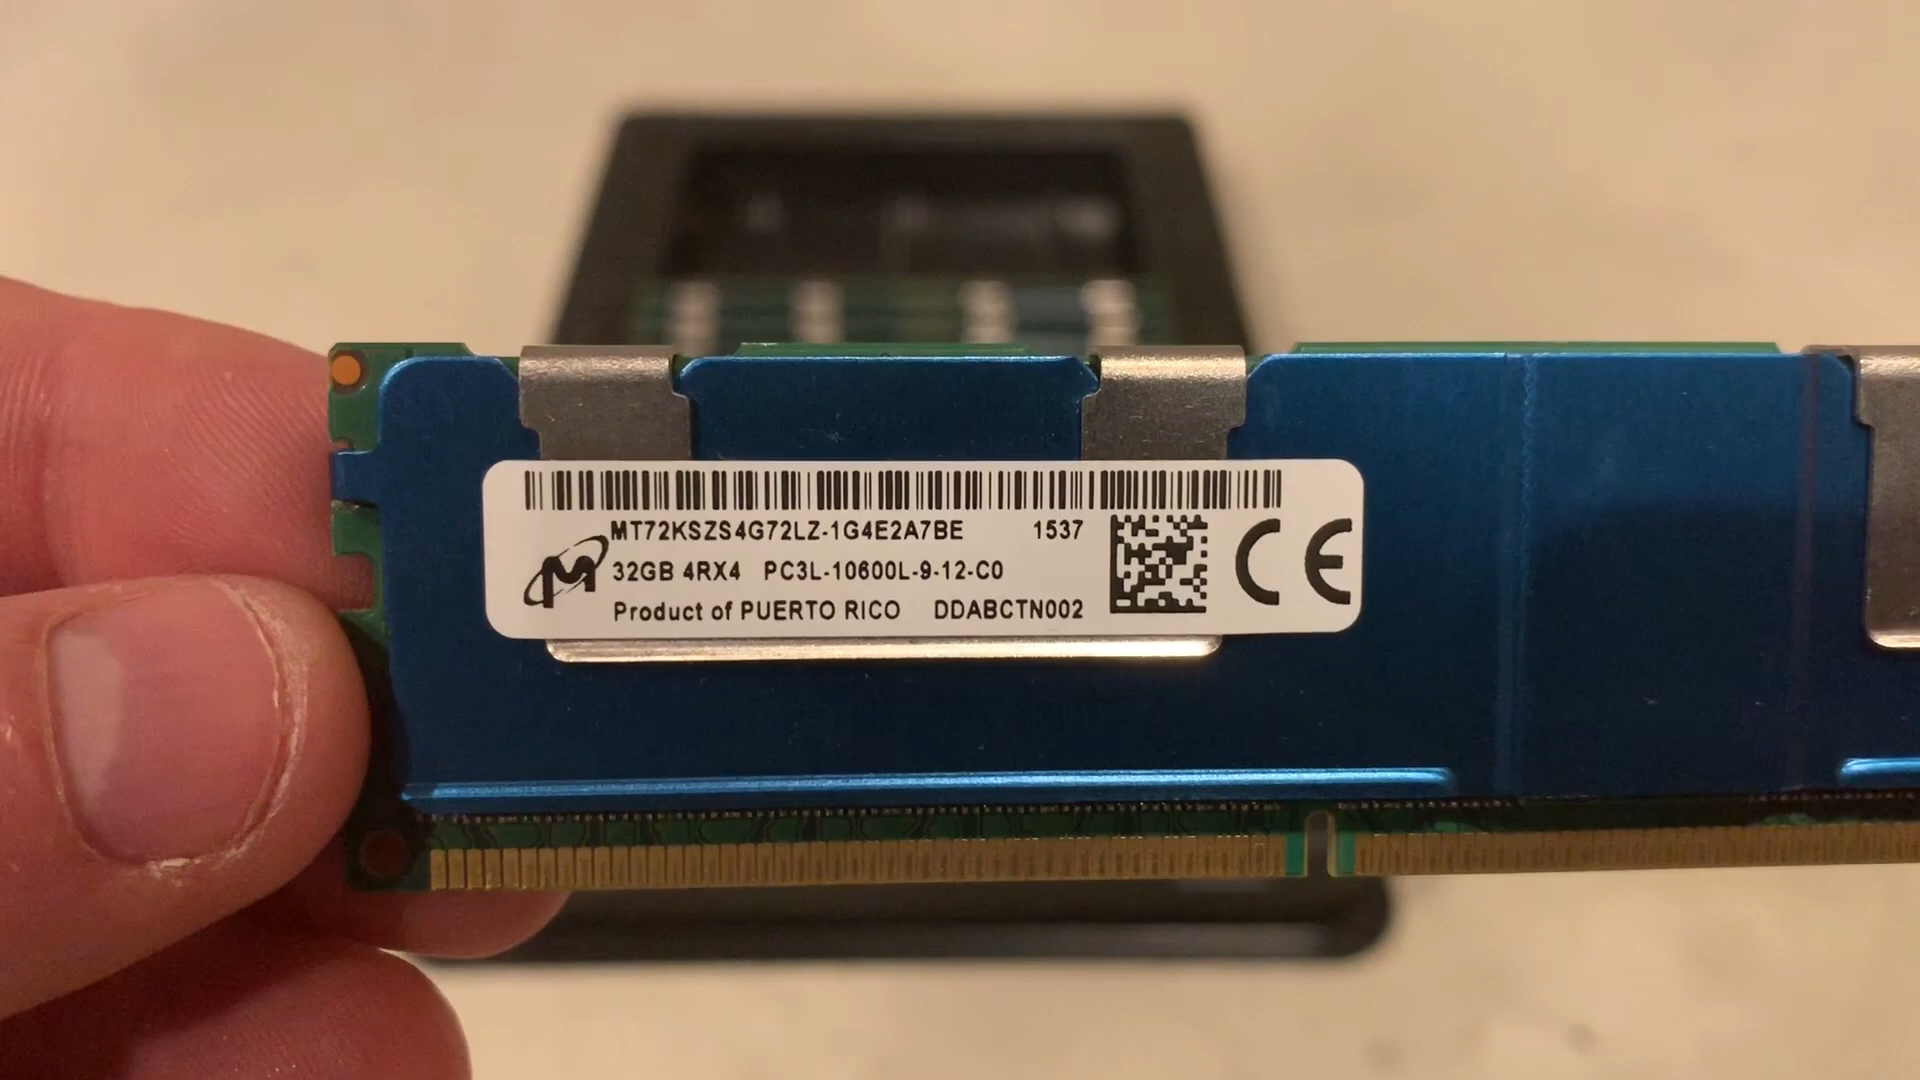 MT72KSZS4G72LZ-1G4E2A7BE 1537
32GB 4RX4 PC3L-10600L-9-12-C0
Product of PUERTO RICO DDABCTN002
CE